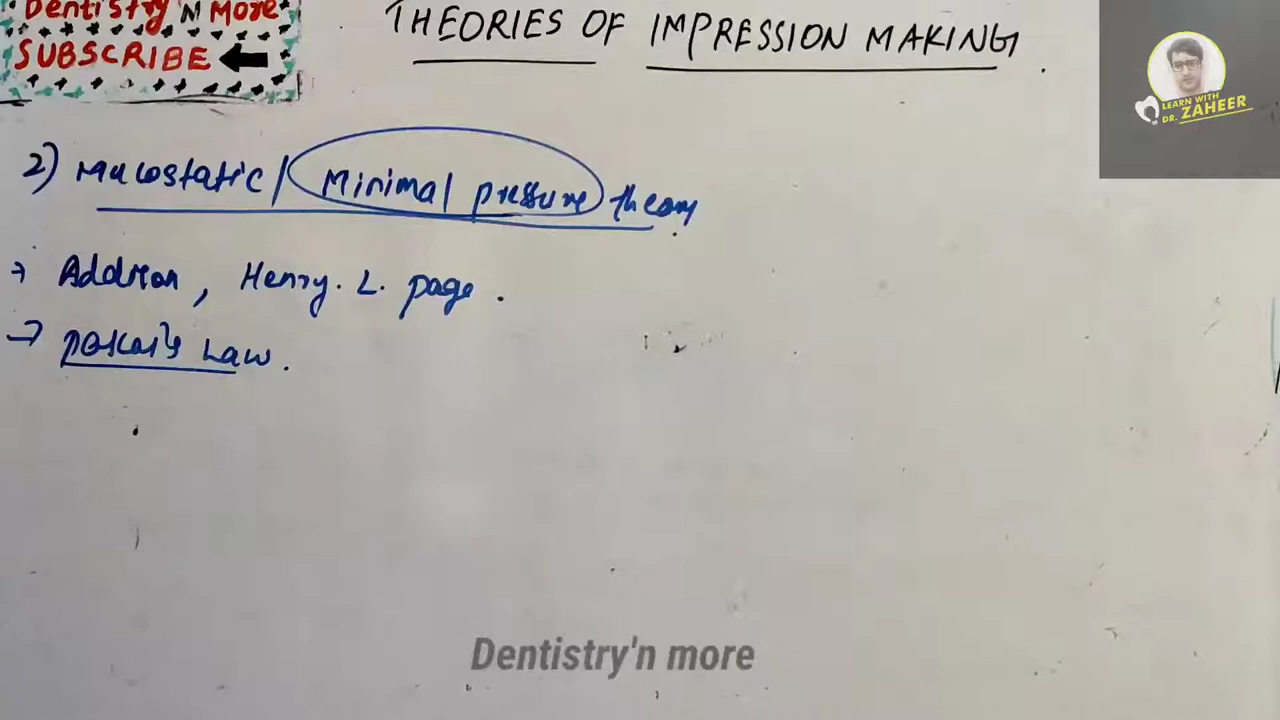 Dentistry N More
SUBSCRIBE
THEORIES OF IMPRESSION MAKING.
LEARN WITH
DR. ZAHEER
2) Mucostatic / Minimal pressure theory
→ Addison, Henry. L. page.
→ Paskal's Law.
Dentistry'n more